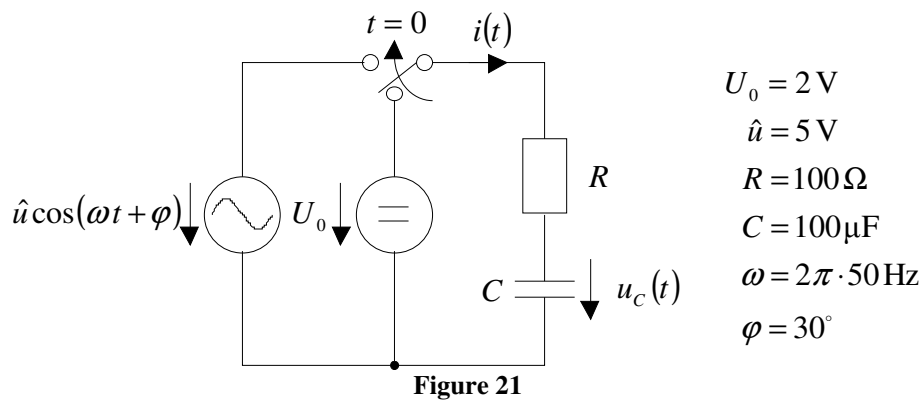 t = 0
i(t)
û cos(ωt + φ)
U₀
R
C
u_C(t)
U₀ = 2 V
û = 5 V
R = 100 Ω
C = 100 μF
ω = 2π · 50 Hz
φ = 30°
Figure 21